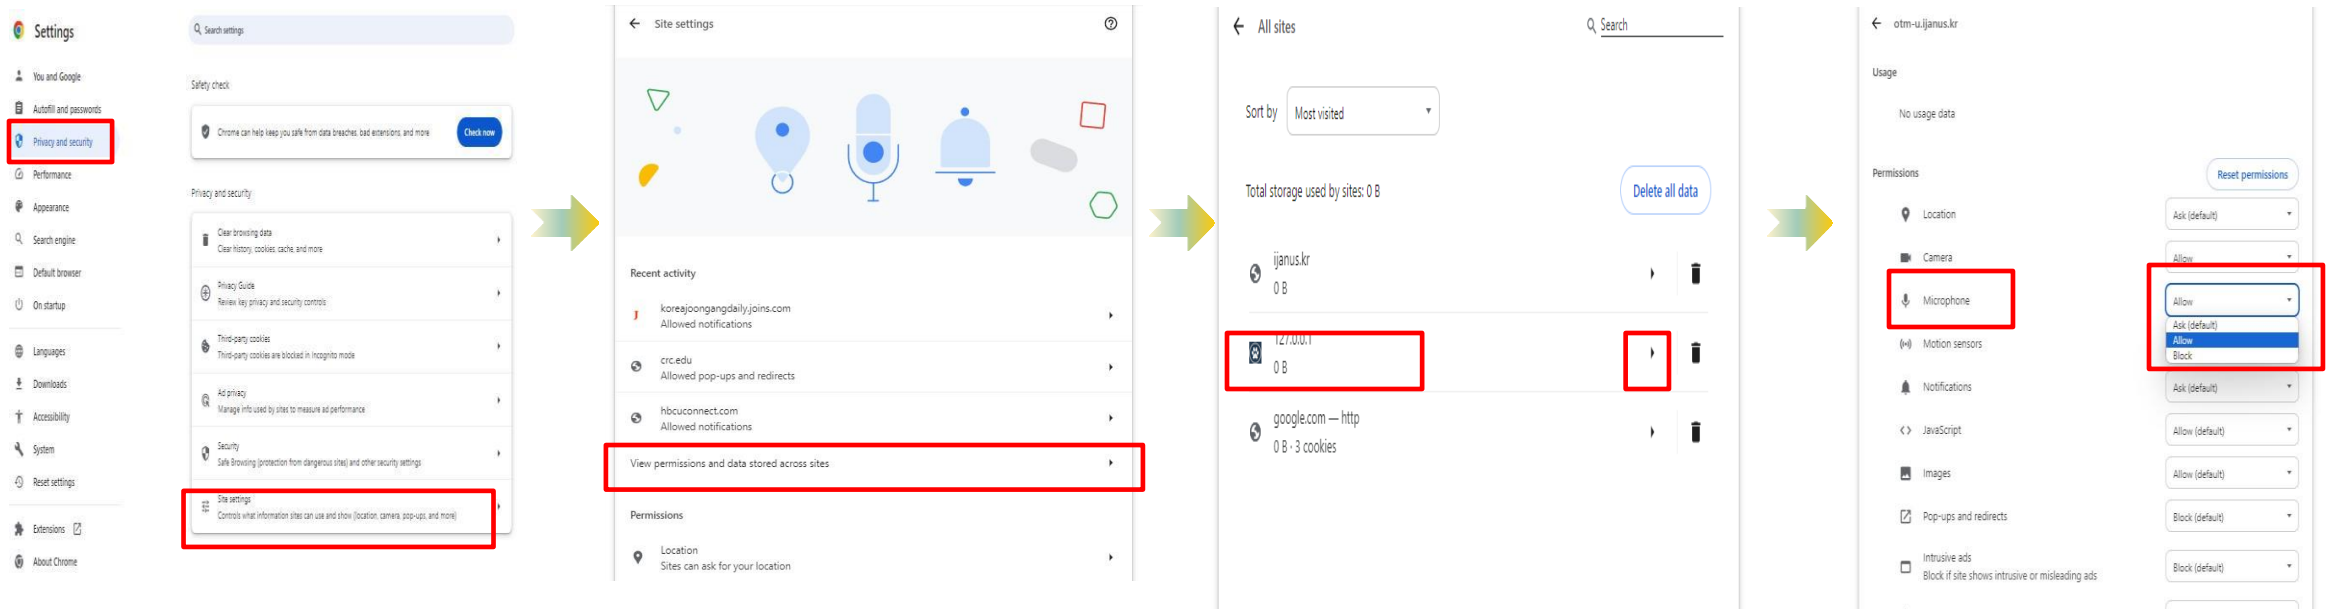 Settings
You and Google
Autofill and passwords
Privacy and security
Performance
Appearance
Search engine
Default browser
On startup
Languages
Downloads
Accessibility
System
Reset settings
Extensions
About Chrome
Search settings
Safety check
Chrome can help keep you safe from data breaches, bad extensions, and more
Check now
Privacy and security
Clear browsing data
Clear history, cookies, cache, and more
Privacy Guide
Review key privacy and security controls
Third-party cookies
Third-party cookies are blocked in Incognito mode
Ad privacy
Manage info used by sites to measure ad performance
Security
Safe Browsing (protection from dangerous sites) and other security settings
Site settings
Controls what information sites can use and show (location, camera, pop-ups, and more)
Site settings
Recent activity
J
koreajoongangdaily.joins.com
Allowed notifications
crc.edu
Allowed pop-ups and redirects
hbcuconnect.com
Allowed notifications
View permissions and data stored across sites
Permissions
Location
Sites can ask for your location
All sites
Search
Sort by
Most visited
Total storage used by sites: 0 B
Delete all data
ijanus.kr
0 B
127.0.0.1
0 B
google.com — http
0 B · 3 cookies
otm-u.ijanus.kr
Usage
No usage data
Permissions
Reset permissions
Location
Ask (default)
Camera
Allow
Microphone
Allow
Ask (default)
Allow
Block
Motion sensors
Notifications
Ask (default)
JavaScript
Allow (default)
Images
Allow (default)
Pop-ups and redirects
Block (default)
Intrusive ads
Block if site shows intrusive or misleading ads
Block (default)